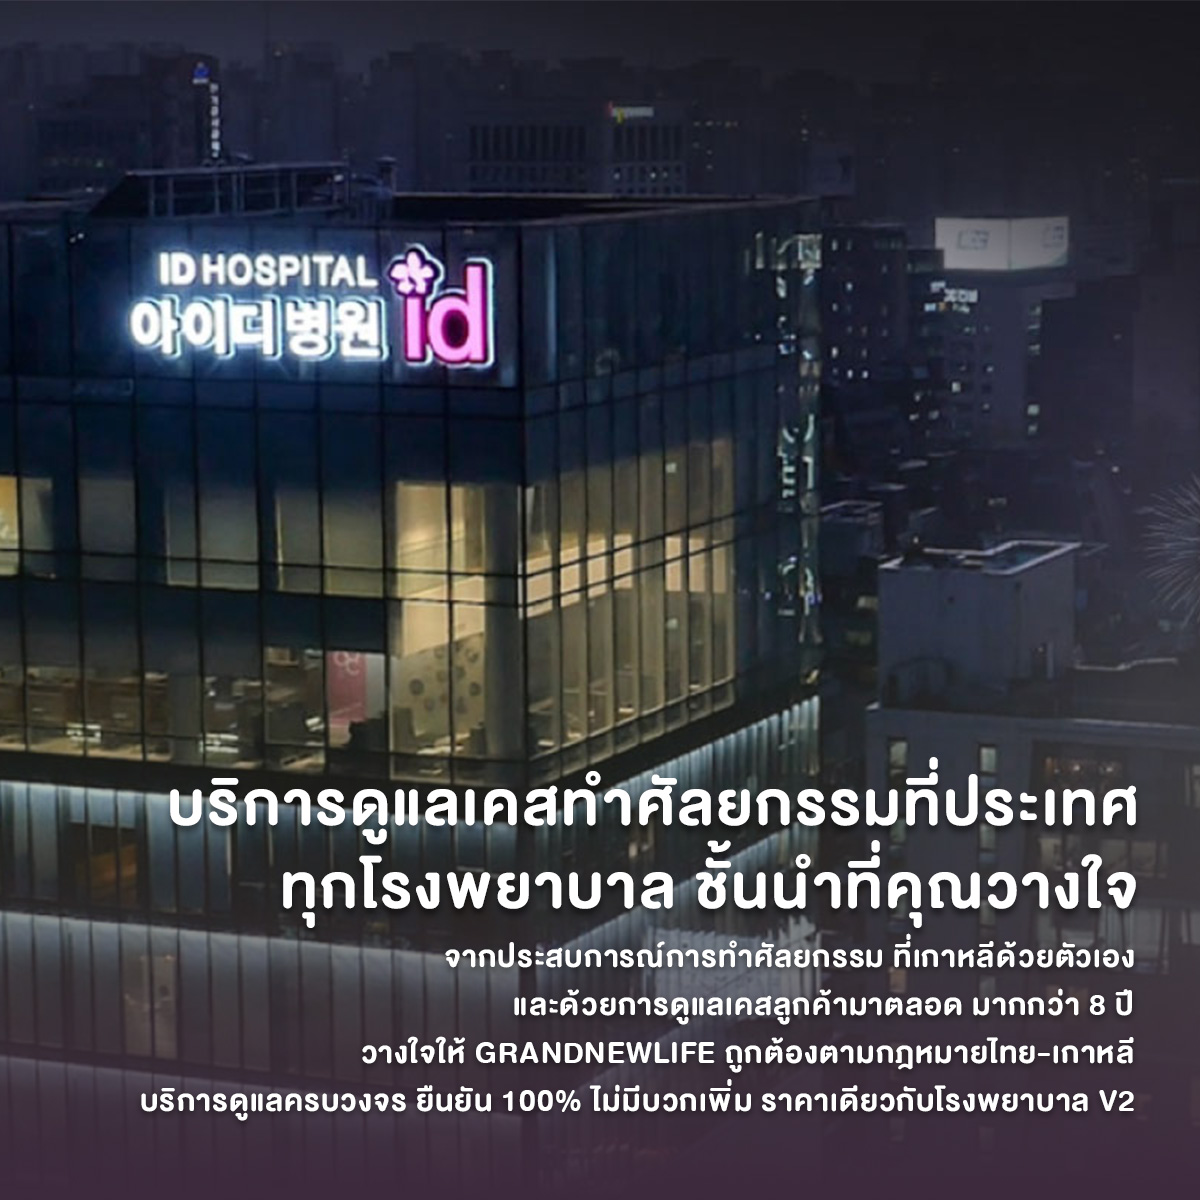 ID HOSPITAL
아이디병원 id
บริการดูแลเคสทำศัลยกรรมที่ประเทศ
ทุกโรงพยาบาล ชั้นนำที่คุณวางใจ
จากประสบการณ์การทำศัลยกรรม ที่เกาหลีด้วยตัวเอง
และด้วยการดูแลเคสลูกค้ามาตลอด มากกว่า 8 ปี
วางใจให้ GRANDNEWLIFE ถูกต้องตามกฎหมายไทย-เกาหลี
บริการดูแลครบวงจร ยืนยัน 100% ไม่มีบวกเพิ่ม ราคาเดียวกับโรงพยาบาล V2